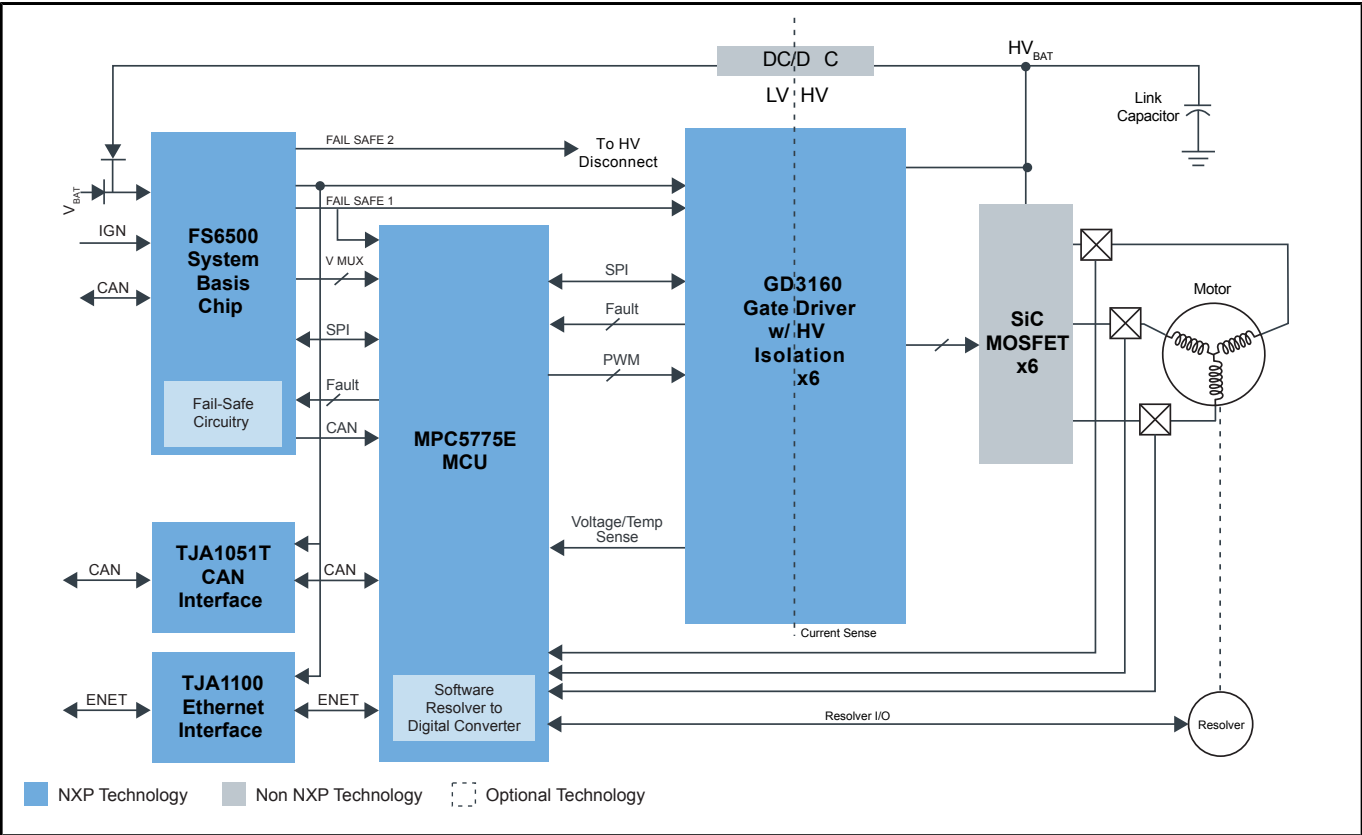 DC/D C
HV BAT
LV HV
Link
Capacitor
FAIL SAFE 2
To HV
Disconnect
V BAT
FAIL SAFE 1
IGN
FS6500
System
Basis
Chip
V MUX
CAN
SPI
SPI
Fault
Fault
PWM
CAN
Fail-Safe
Circuitry
MPC5775E
MCU
GD3160
Gate Driver
w/ HV
Isolation
x6
SiC
MOSFET
x6
Motor
Voltage/Temp
Sense
CAN
TJA1051T
CAN
Interface
CAN
Current Sense
ENET
TJA1100
Ethernet
Interface
ENET
Software
Resolver to
Digital Converter
Resolver I/O
Resolver
NXP Technology
Non NXP Technology
Optional Technology